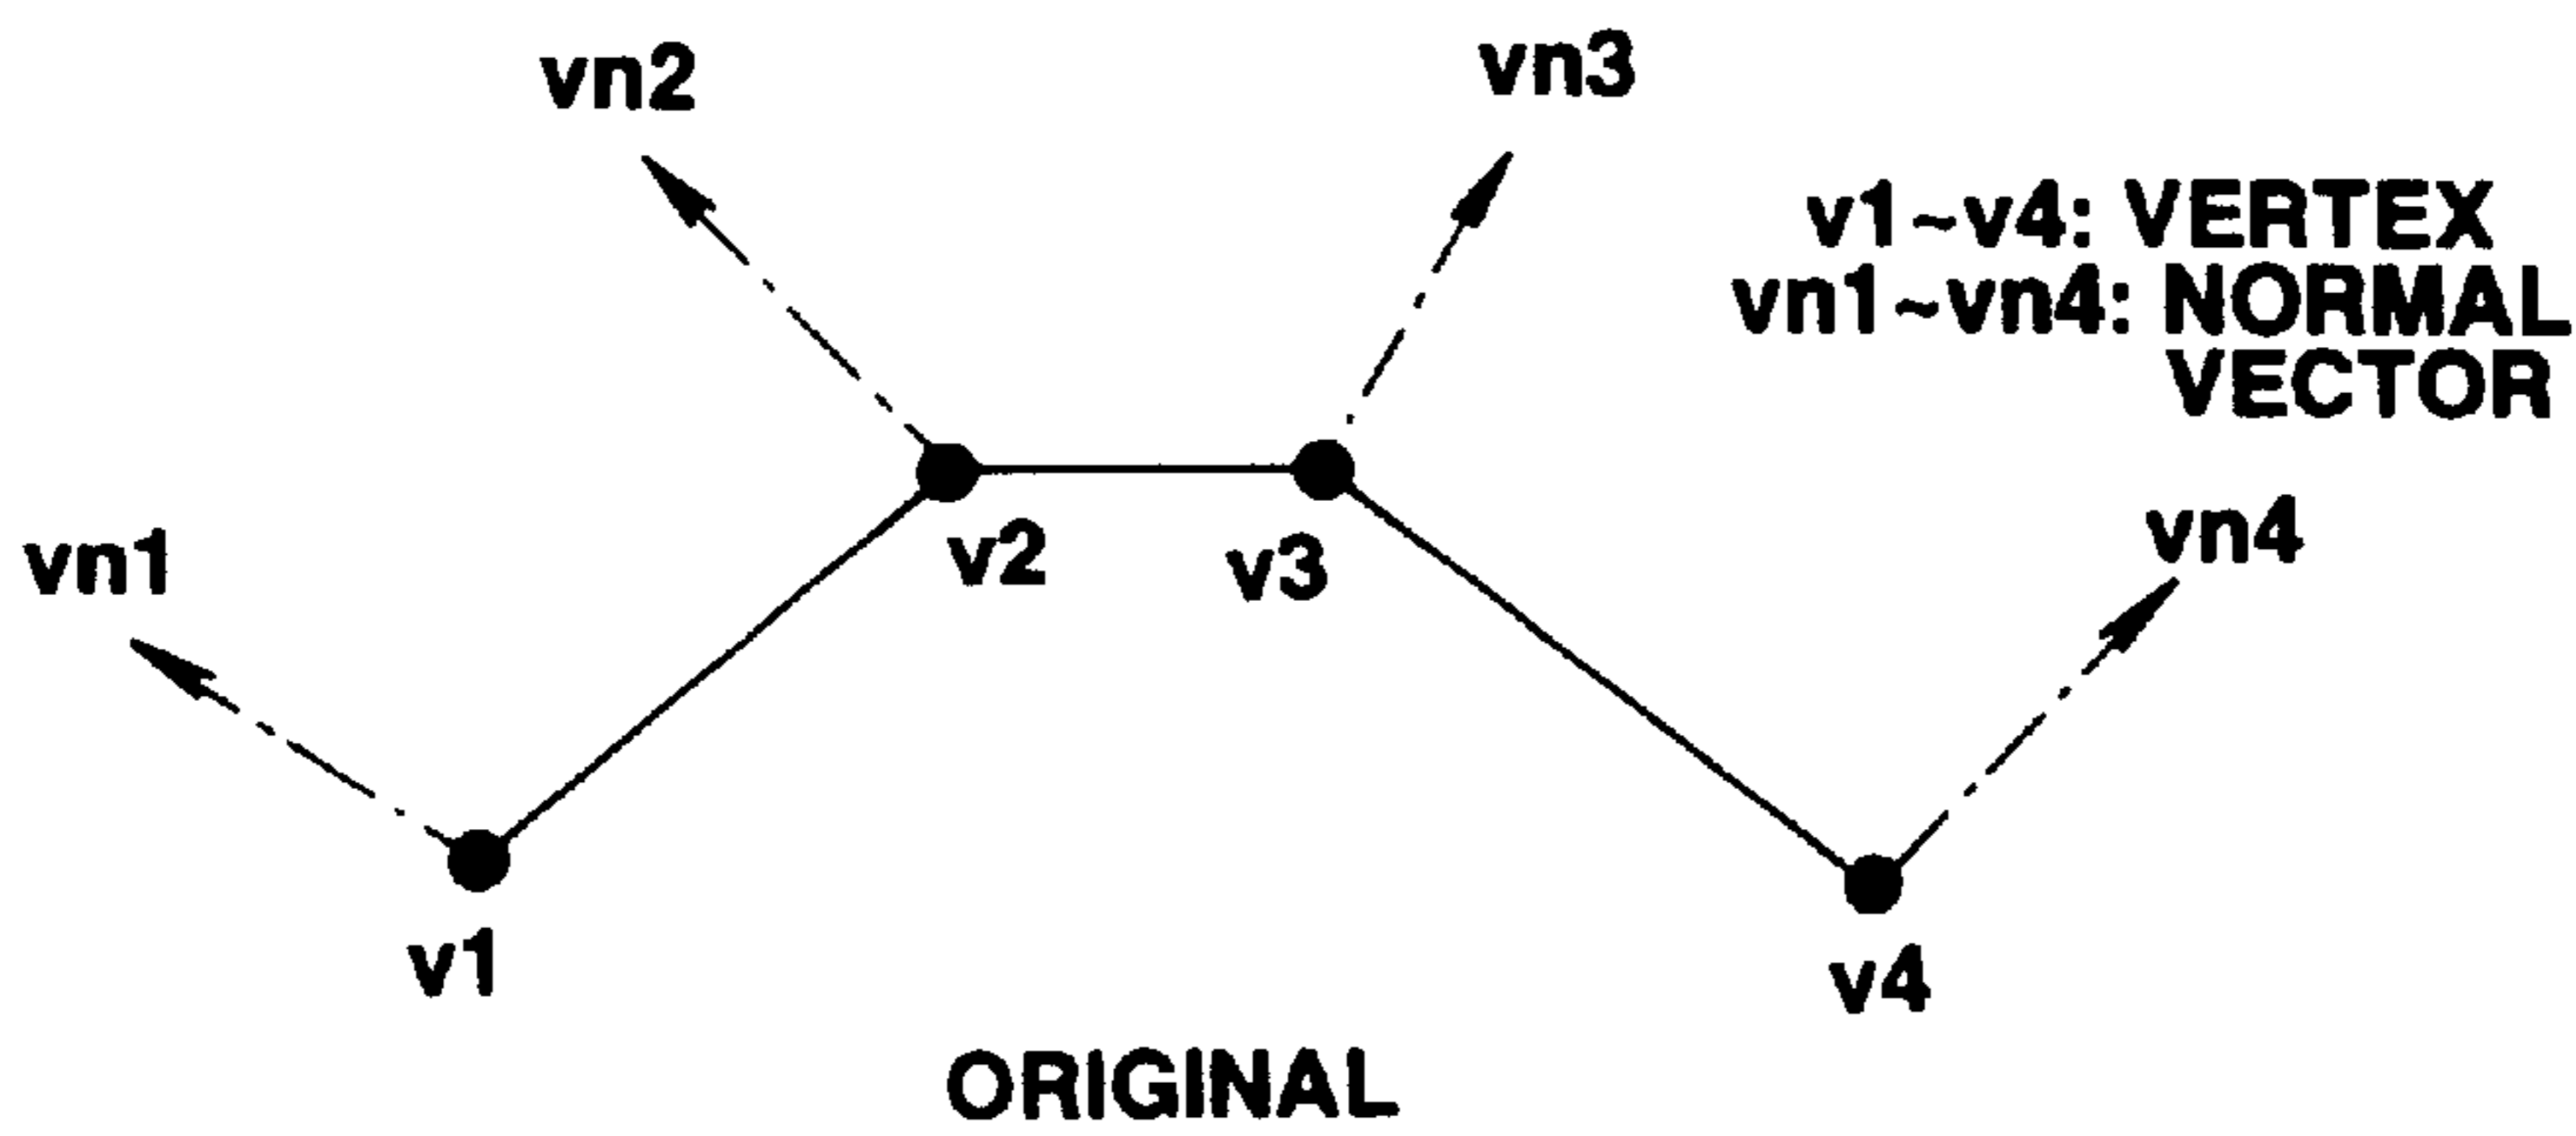 vn2
vn3
v1~v4: VERTEX
vn1~vn4: NORMAL
VECTOR
vn1
v2
v3
vn4
v1
v4
ORIGINAL